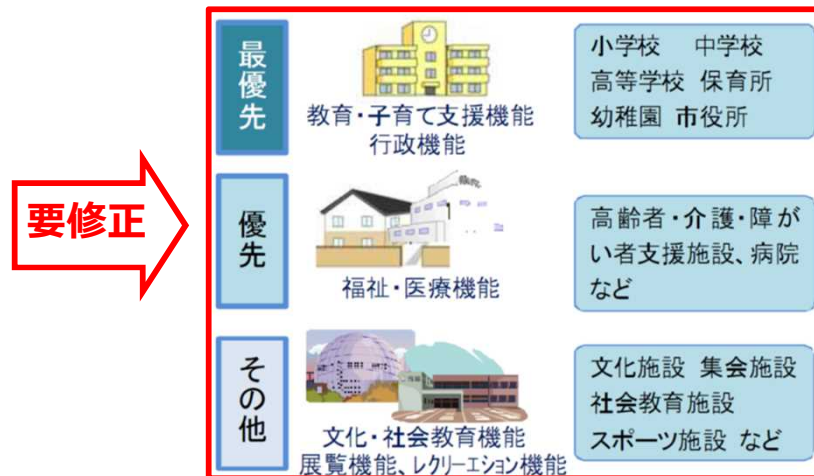 要修正
最優先
教育・子育て支援機能
行政機能
小学校 中学校
高等学校 保育所
幼稚園 市役所
優先
福祉・医療機能
高齢者・介護・障が
い者支援施設、病院
など
その他
文化・社会教育機能
展覧機能、レクリーエション機能
文化施設 集会施設
社会教育施設
スポーツ施設 など